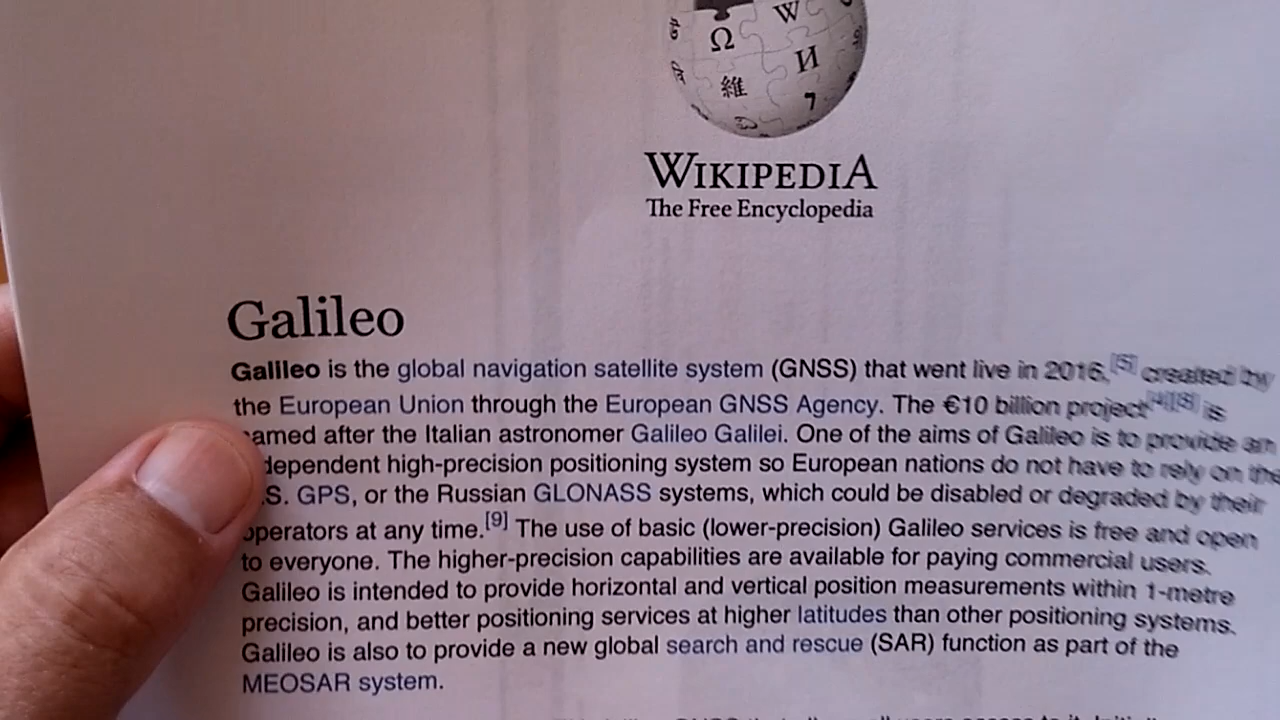 Ω W
維 И
7
WIKIPEDIA
The Free Encyclopedia
Galileo
Galileo is the global navigation satellite system (GNSS) that went live in 2016,[5] created by
the European Union through the European GNSS Agency. The €10 billion project[4][8] is
amed after the Italian astronomer Galileo Galilei. One of the aims of Galileo is to provide an
dependent high-precision positioning system so European nations do not have to rely on the
.S. GPS, or the Russian GLONASS systems, which could be disabled or degraded by their
operators at any time.[9] The use of basic (lower-precision) Galileo services is free and open
to everyone. The higher-precision capabilities are available for paying commercial users.
Galileo is intended to provide horizontal and vertical position measurements within 1-metre
precision, and better positioning services at higher latitudes than other positioning systems.
Galileo is also to provide a new global search and rescue (SAR) function as part of the
MEOSAR system.